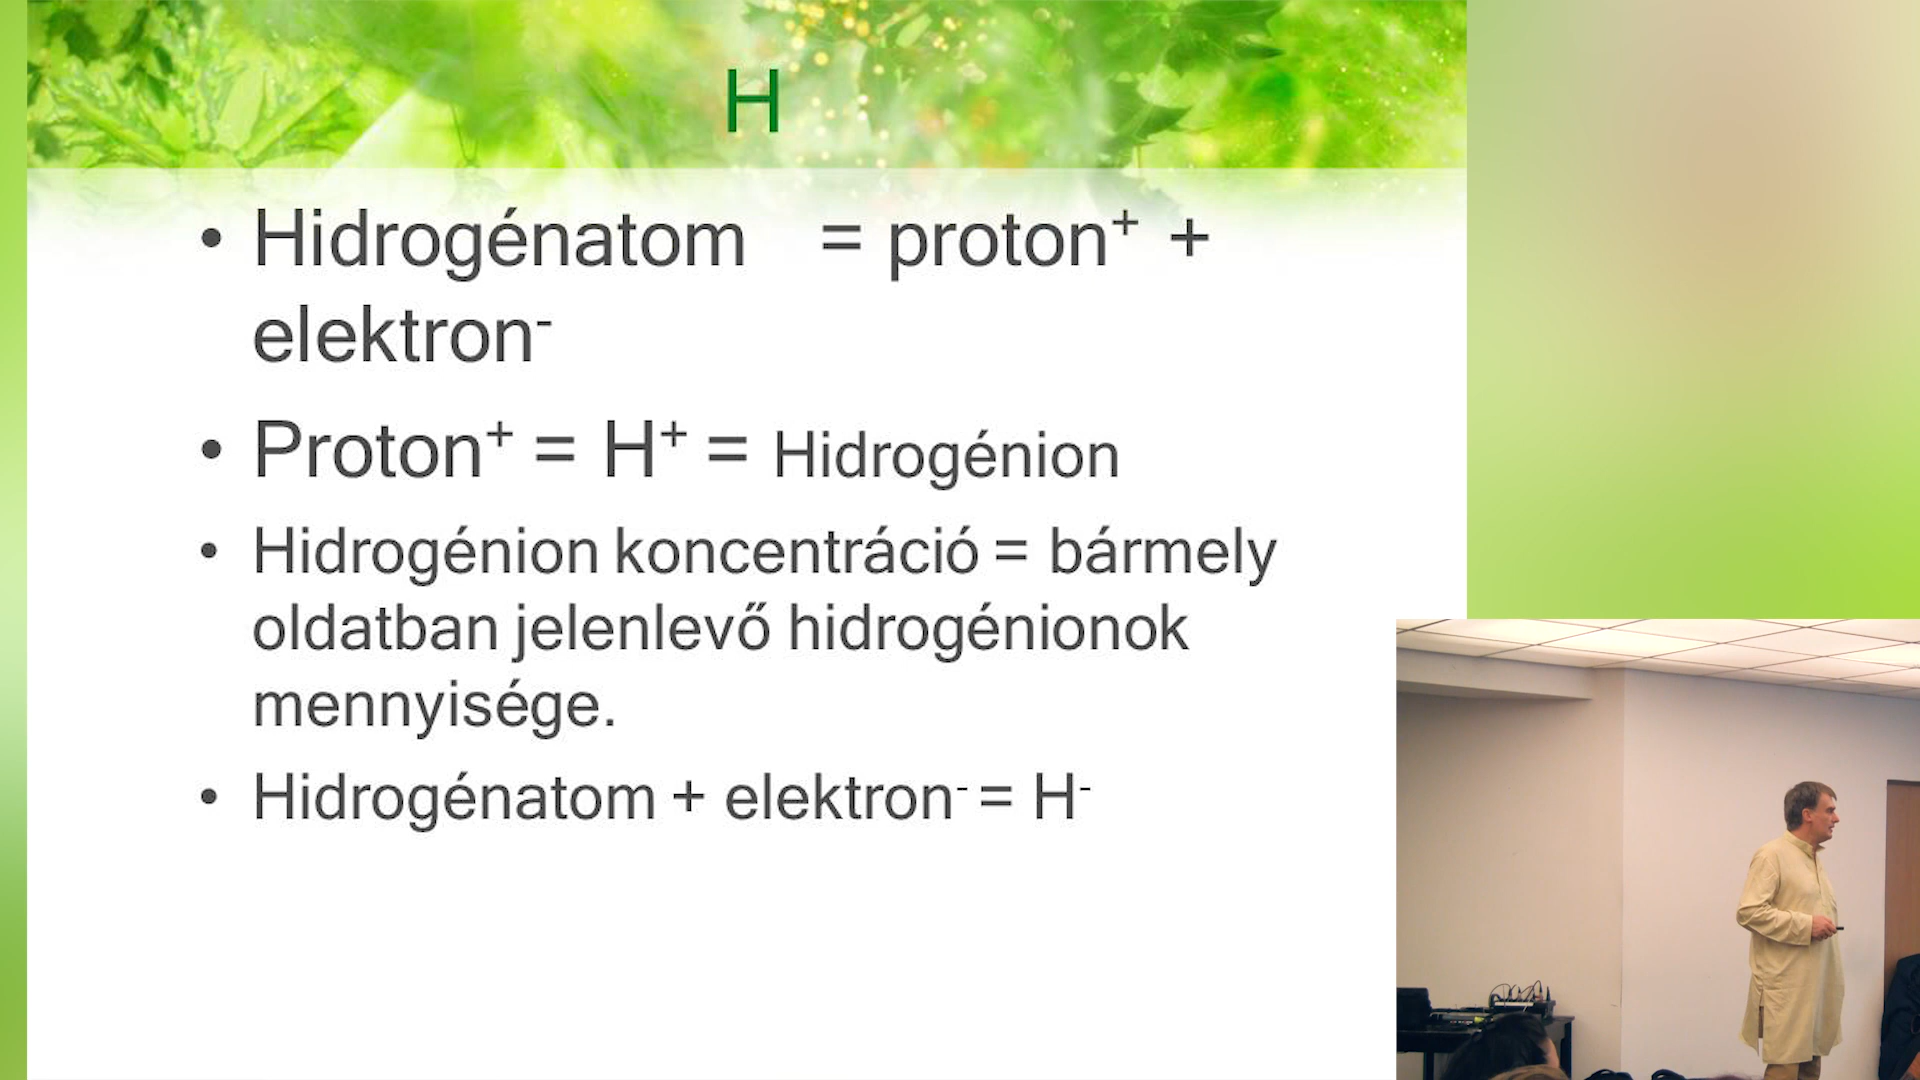 H
• Hidrogénatom = proton⁺ +
elektron⁻
• Proton⁺ = H⁺ = Hidrogénion
• Hidrogénion koncentráció = bármely
oldatban jelenlevő hidrogénionok
mennyisége.
• Hidrogénatom + elektron⁻ = H⁻